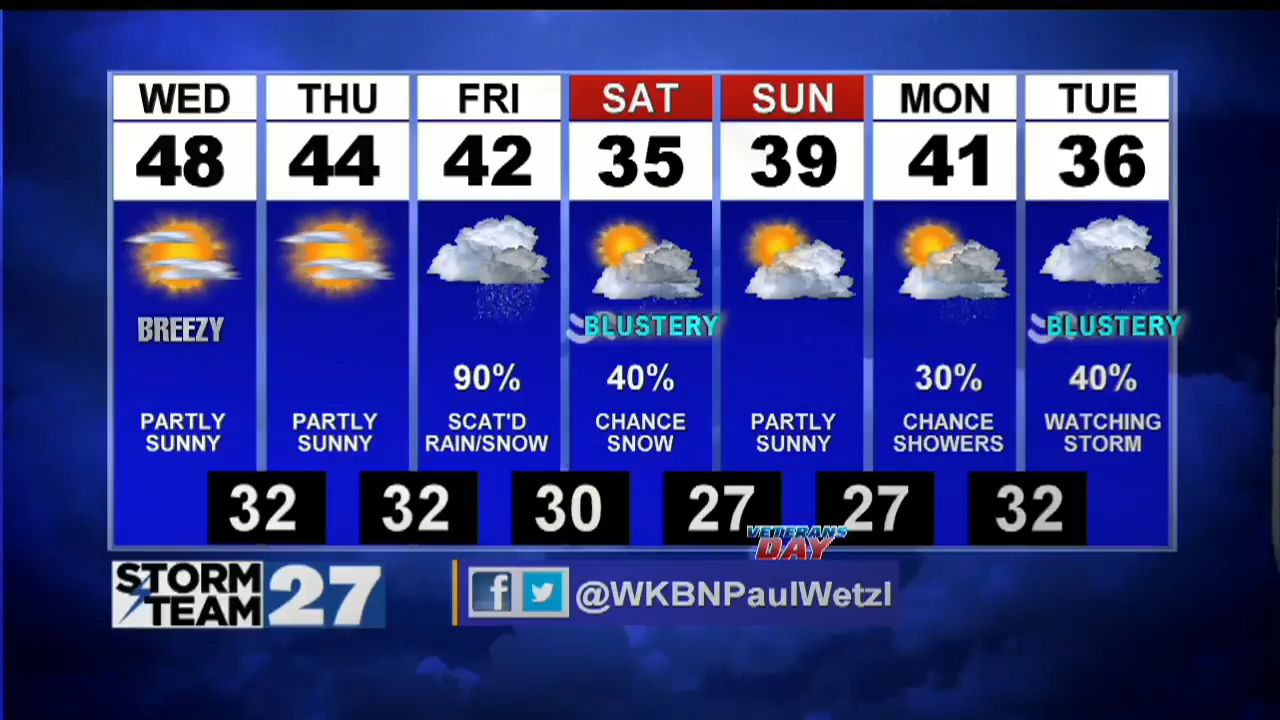 WED THU FRI SAT SUN MON TUE
48 44 42 35 39 41 36
BREEZY BLUSTERY BLUSTERY
90% 40% 30% 40%
PARTLY SUNNY
PARTLY SUNNY
SCAT'D RAIN/SNOW
CHANCE SNOW
PARTLY SUNNY
CHANCE SHOWERS
WATCHING STORM
32 32 30 27 27 32
VETERANS
DAY
STORM
TEAM
27
f @WKBNPaulWetzl